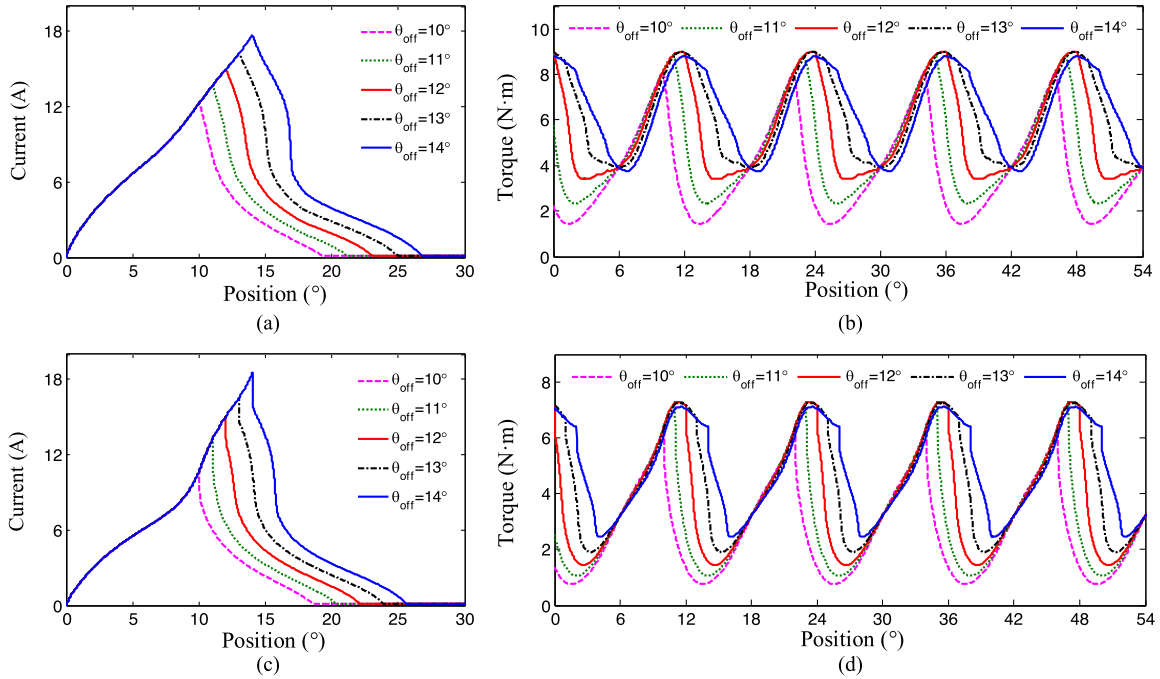 18
12
6
0
Current (A)
θoff=10°
θoff=11°
θoff=12°
θoff=13°
θoff=14°
0 5 10 15 20 25 30
Position (°)
(a)
10
8
6
4
2
0
Torque (N·m)
θoff=10° θoff=11° θoff=12° θoff=13° θoff=14°
0 6 12 18 24 30 36 42 48 54
Position (°)
(b)
18
12
6
0
Current (A)
θoff=10°
θoff=11°
θoff=12°
θoff=13°
θoff=14°
0 5 10 15 20 25 30
Position (°)
(c)
8
6
4
2
0
Torque (N·m)
θoff=10° θoff=11° θoff=12° θoff=13° θoff=14°
0 6 12 18 24 30 36 42 48 54
Position (°)
(d)